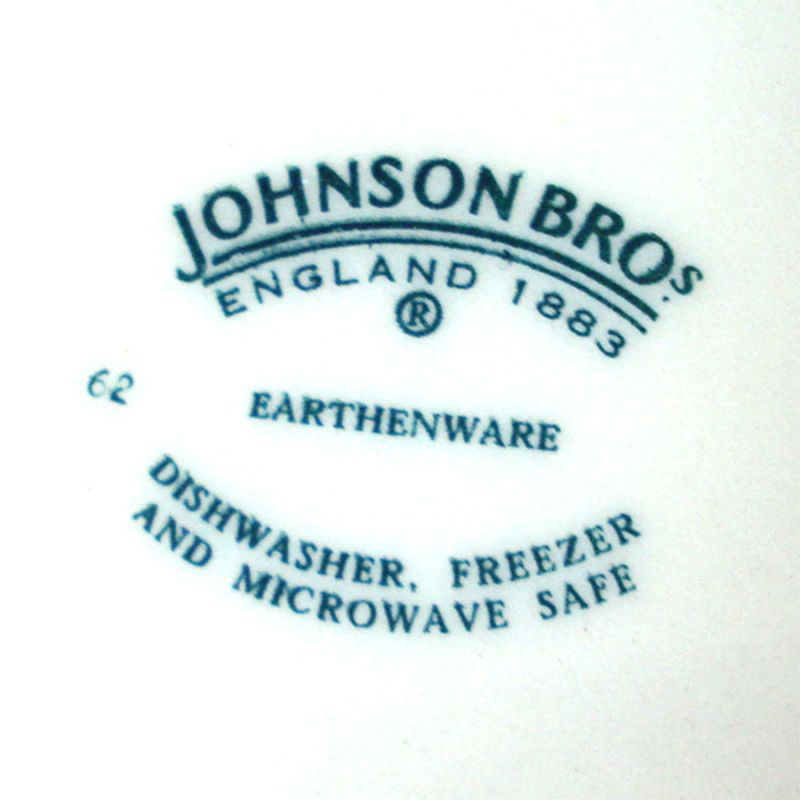 JOHNSON BROS.
ENGLAND 1883
®
62
EARTHENWARE
DISHWASHER, FREEZER
AND MICROWAVE SAFE